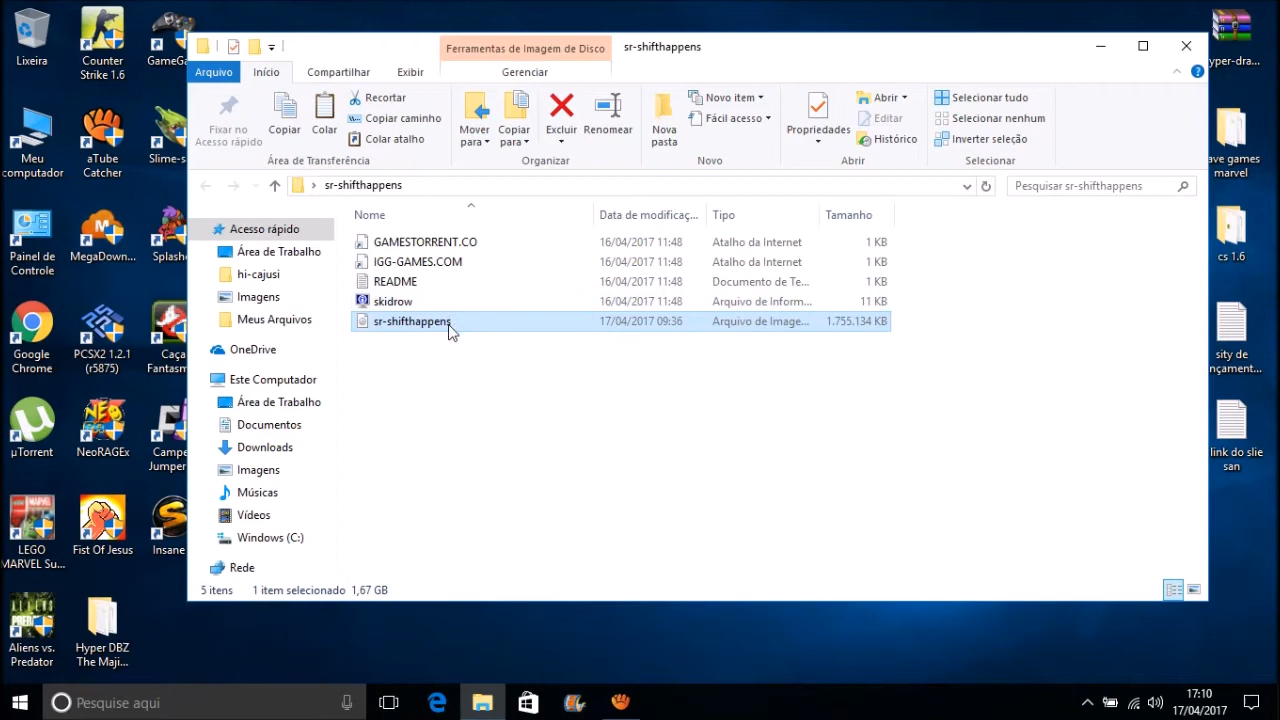 Ferramentas de Imagem de Disco
sr-shifthappens
Arquivo
Início
Compartilhar
Exibir
Gerenciar
Fixar no
Acesso rápido
Copiar
Colar
Recortar
Copiar caminho
Colar atalho
Área de Transferência
Mover
para
Copiar
para
Excluir
Renomear
Organizar
Nova
pasta
Novo item
Fácil acesso
Novo
Propriedades
Abrir
Editar
Histórico
Abrir
Selecionar tudo
Selecionar nenhum
Inverter seleção
Selecionar
sr-shifthappens
Pesquisar sr-shifthappens
Nome
Data de modificaç...
Tipo
Tamanho
GAMESTORRENT.CO 16/04/2017 11:48 Atalho da Internet 1 KB
IGG-GAMES.COM 16/04/2017 11:48 Atalho da Internet 1 KB
README 16/04/2017 11:48 Documento de Te... 1 KB
skidrow 16/04/2017 11:48 Arquivo de Inform... 11 KB
sr-shifthappens 17/04/2017 09:36 Arquivo de Image... 1.755.134 KB
Acesso rápido
Área de Trabalho
hi-cajusi
Imagens
Meus Arquivos
OneDrive
Este Computador
Área de Trabalho
Documentos
Downloads
Imagens
Músicas
Vídeos
Windows (C:)
Rede
5 itens 1 item selecionado 1,67 GB
Lixeira
Counter
Strike 1.6
GameGa
Meu
computador
aTube
Catcher
Slime-s
Painel de
Controle
MegaDown...
Splashe
Google
Chrome
PCSX2 1.2.1
(r5875)
Caça
Fantasm
µTorrent
NeoRAGEx
Campe
Jumper
LEGO
MARVEL Su...
Fist Of Jesus
Insane
Aliens vs.
Predator
Hyper DBZ
The Maji...
yper-dra...
ave games
marvel
cs 1.6
sity de
nçament...
link do slie
san
Pesquise aqui
17:10
17/04/2017